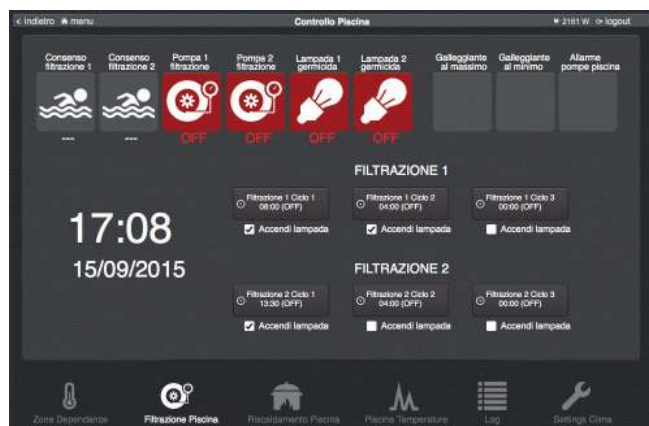 < indietro menu
Controllo Piscina
2161 W logout
Consenso filtrazione 1
Consenso filtrazione 2
Pompa 1 filtrazione
Pompa 2 filtrazione
Lampada 1 germicida
Lampada 2 germicida
Galleggiante al massimo
Galleggiante al minimo
Allarme pompe piscina
---
---
OFF
OFF
OFF
OFF
17:08
15/09/2015
FILTRAZIONE 1
Filtrazione 1 Ciclo 1
08:00 (OFF)
Filtrazione 1 Ciclo 2
04:00 (OFF)
Filtrazione 1 Ciclo 3
00:00 (OFF)
Accendi lampada
Accendi lampada
Accendi lampada
FILTRAZIONE 2
Filtrazione 2 Ciclo 1
13:30 (OFF)
Filtrazione 2 Ciclo 2
04:00 (OFF)
Filtrazione 2 Ciclo 3
00:00 (OFF)
Accendi lampada
Accendi lampada
Accendi lampada
Zone Dependance
Filtrazione Piscina
Riscaldamento Piscina
Piscina Temperature
Log
Settings Clima